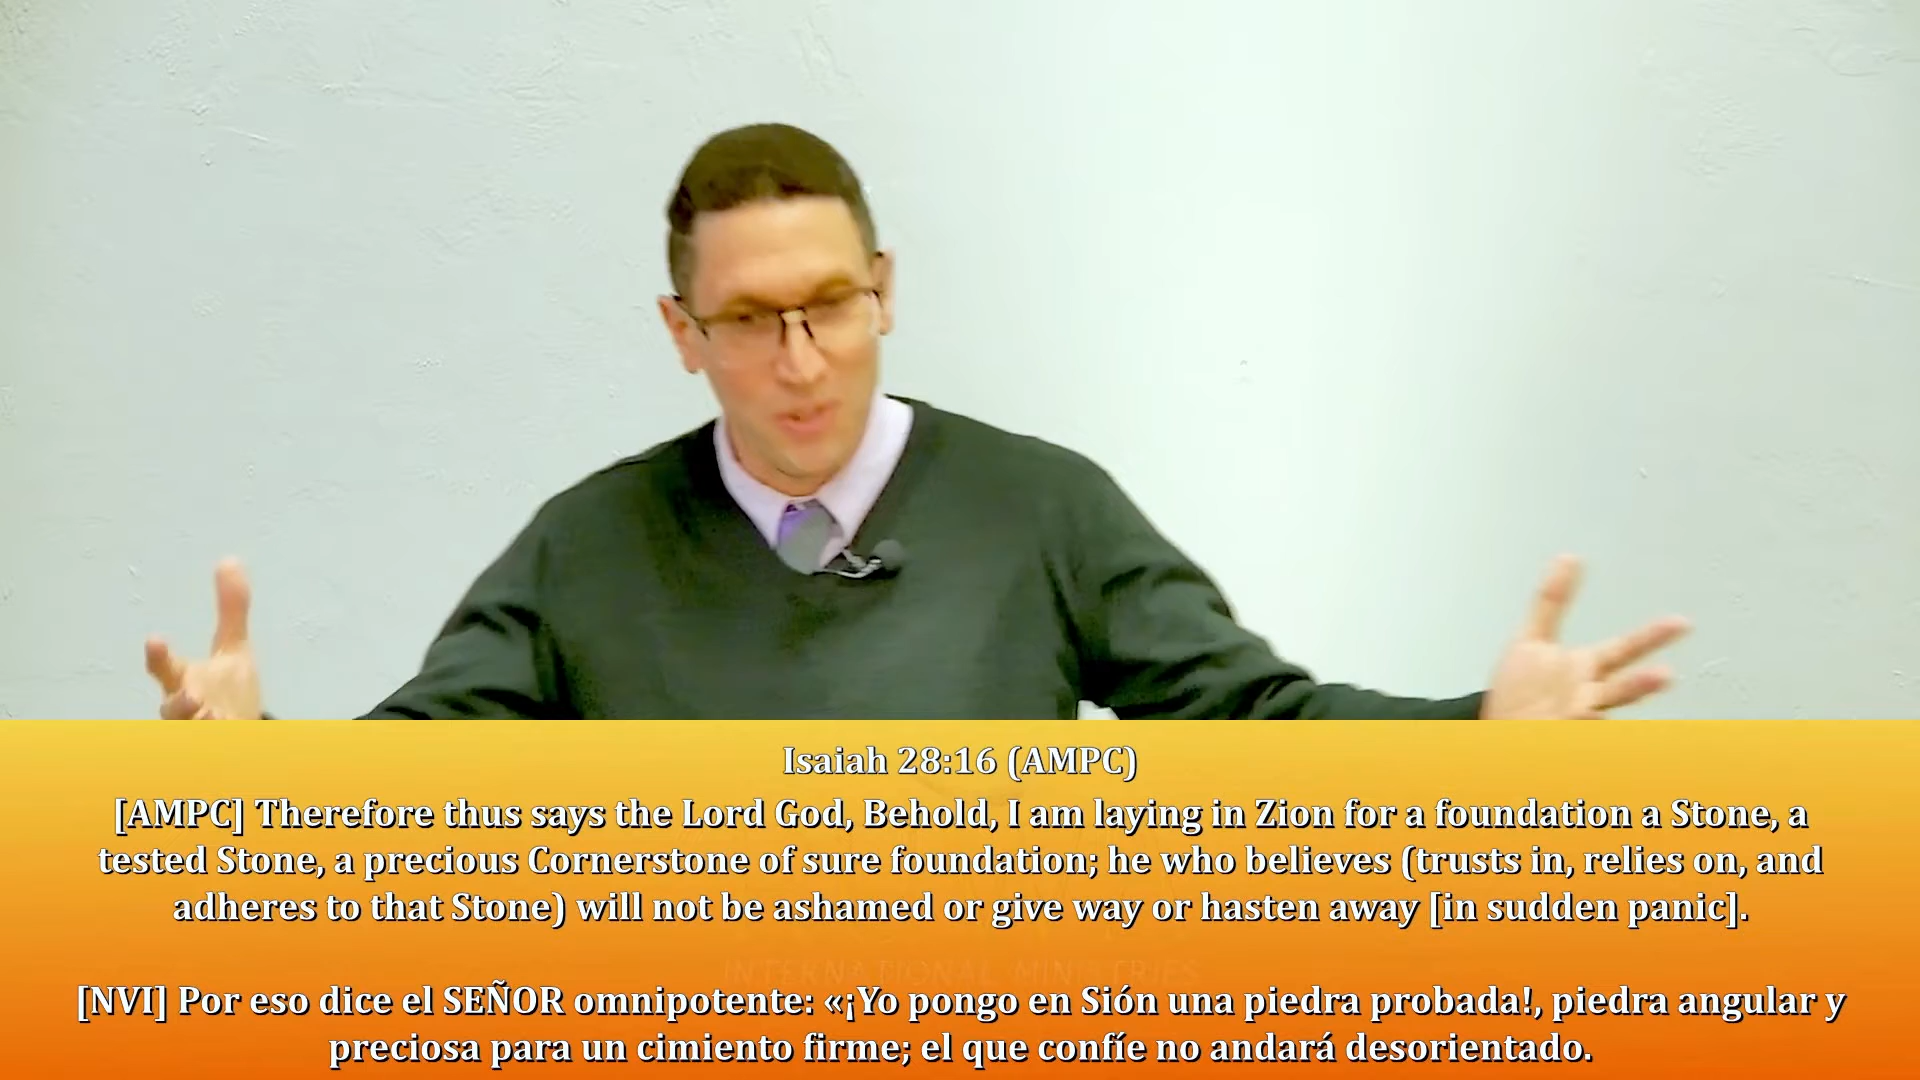 Isaiah 28:16 (AMPC)
[AMPC] Therefore thus says the Lord God, Behold, I am laying in Zion for a foundation a Stone, a
tested Stone, a precious Cornerstone of sure foundation; he who believes (trusts in, relies on, and
adheres to that Stone) will not be ashamed or give way or hasten away [in sudden panic].
INTERNATIONAL MINISTRIES
[NVI] Por eso dice el SEÑOR omnipotente: «¡Yo pongo en Sión una piedra probada!, piedra angular y
preciosa para un cimiento firme; el que confíe no andará desorientado.